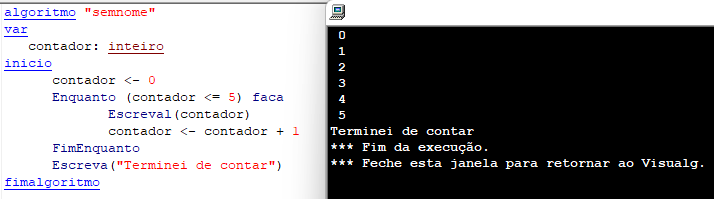 algoritmo "semnome"
var
contador: inteiro
inicio
contador <- 0
Enquanto (contador <= 5) faca
Escreval(contador)
contador <- contador + 1
FimEnquanto
Escreva("Terminei de contar")
fimalgoritmo
0
1
2
3
4
5
Terminei de contar
*** Fim da execução.
*** Feche esta janela para retornar ao Visualg.